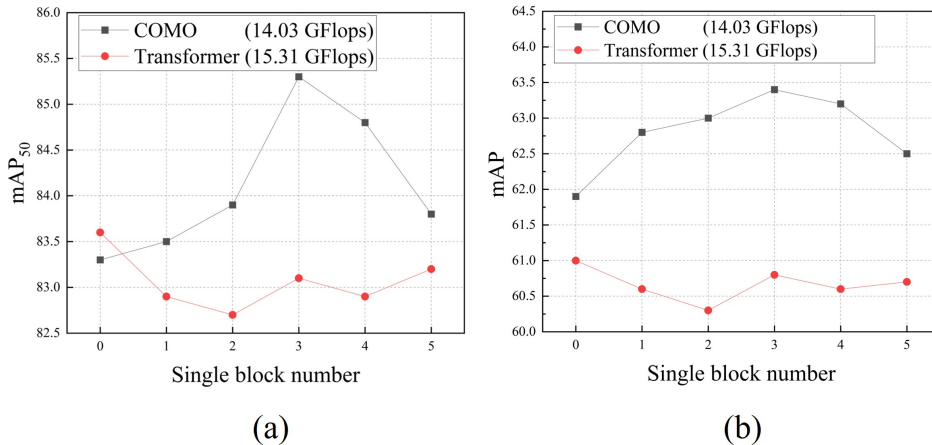 COMO (14.03 GFlops)
Transformer (15.31 GFlops)
mAP50
86.0
85.5
85.0
84.5
84.0
83.5
83.0
82.5
0 1 2 3 4 5
Single block number
(a)
COMO (14.03 GFlops)
Transformer (15.31 GFlops)
mAP
64.5
64.0
63.5
63.0
62.5
62.0
61.5
61.0
60.5
60.0
0 1 2 3 4 5
Single block number
(b)